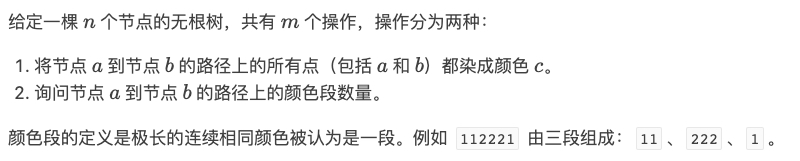 给定一棵 n 个节点的无根树，共有 m 个操作，操作分为两种：
1. 将节点 a 到节点 b 的路径上的所有点（包括 a 和 b）都染成颜色 c。
2. 询问节点 a 到节点 b 的路径上的颜色段数量。
颜色段的定义是极长的连续相同颜色被认为是一段。例如 112221 由三段组成：11、222、1。